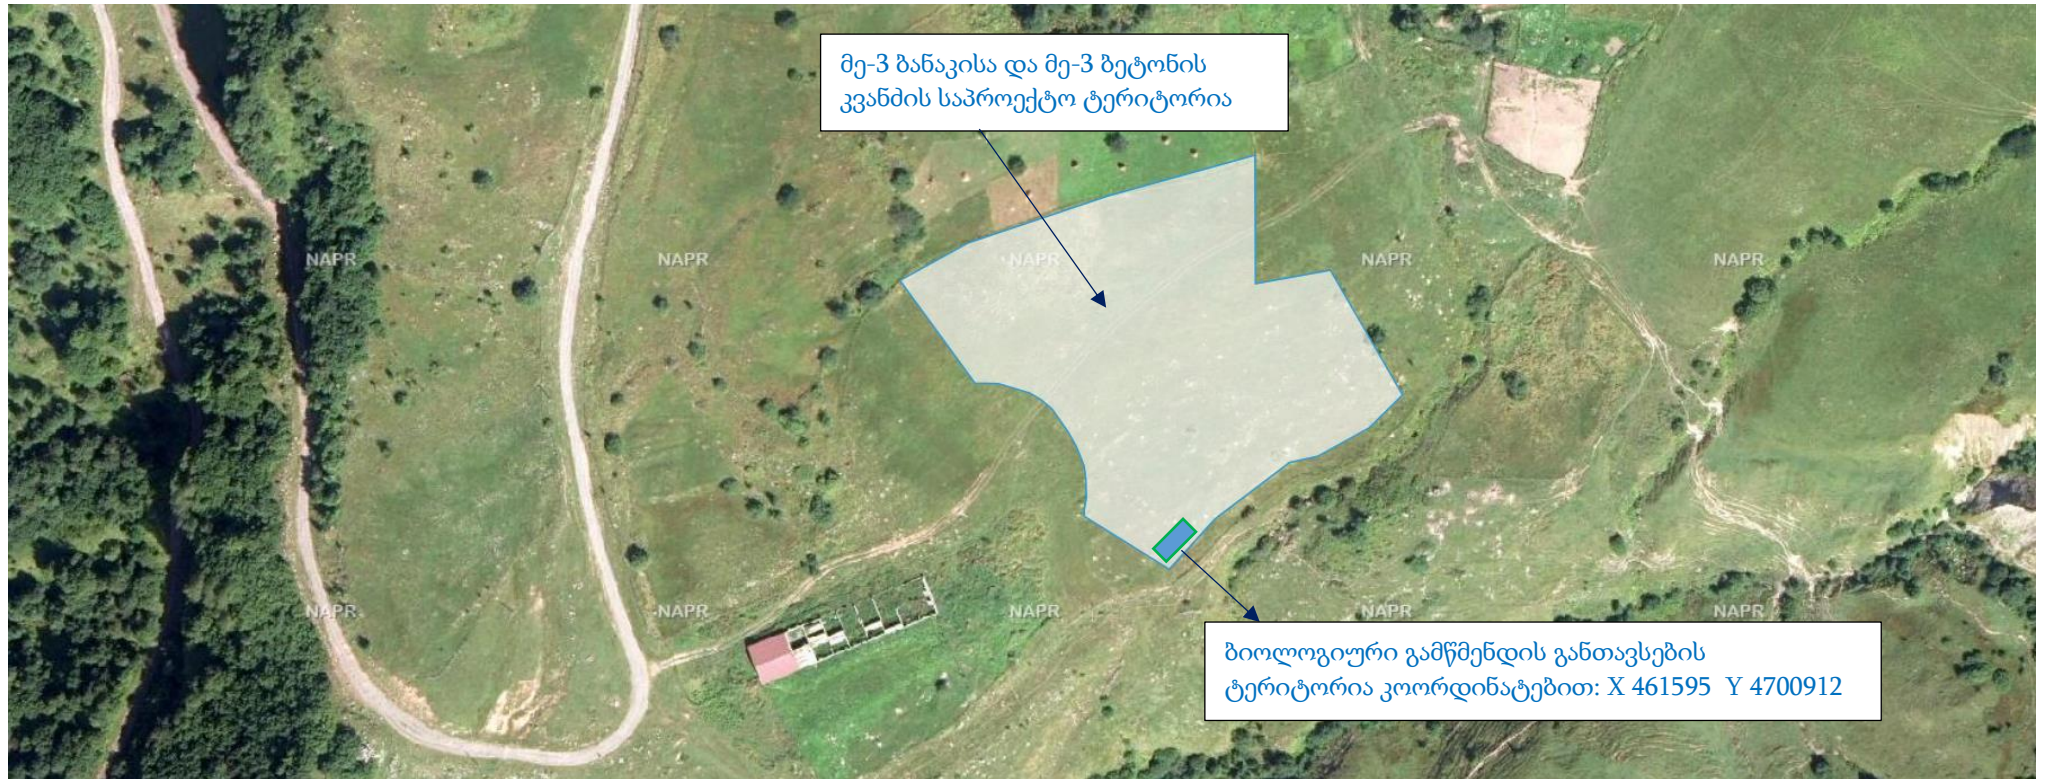 მე-3 ბანაკისა და მე-3 ბეტონის
კვანძის საპროექტო ტერიტორია
NAPR NAPR NAPR NAPR NAPR
NAPR NAPR NAPR NAPR NAPR
ბიოლოგიური გამწმენდის განთავსების
ტერიტორია კოორდინატებით: X 461595 Y 4700912